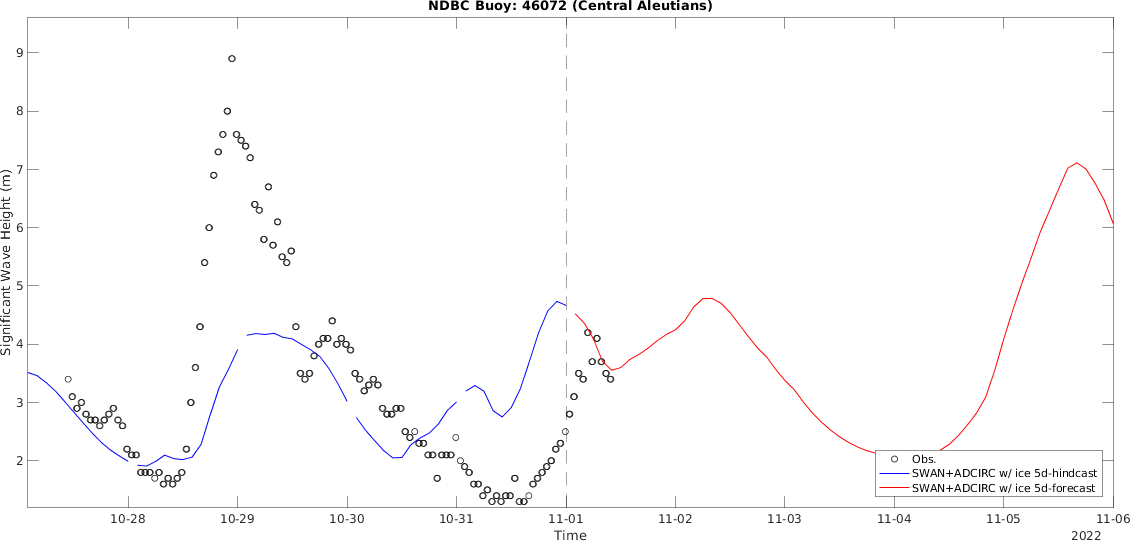 NDBC Buoy: 46072 (Central Aleutians)
Significant Wave Height (m)
9
8
7
6
5
4
3
2
Obs.
SWAN+ADCIRC w/ ice 5d-hindcast
SWAN+ADCIRC w/ ice 5d-forecast
10-28 10-29 10-30 10-31 11-01 11-02 11-03 11-04 11-05 11-06
Time
2022